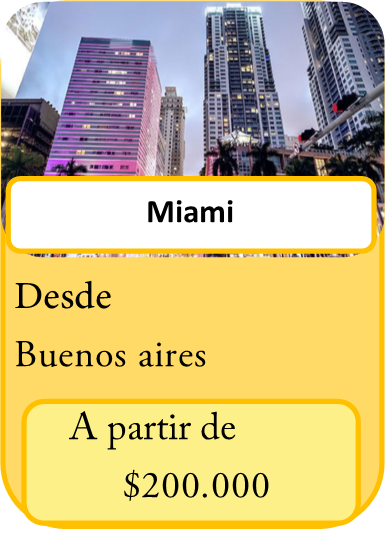 Miami
Desde
Buenos aires
A partir de
$200.000